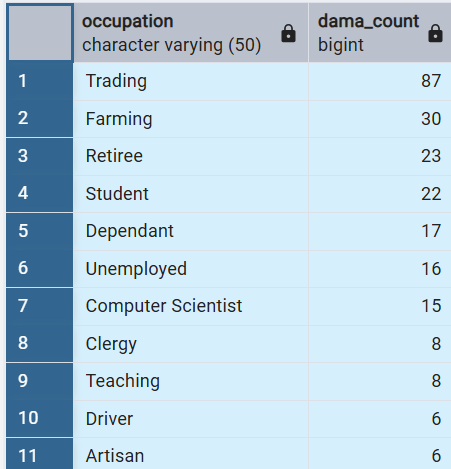 occupation dama_count
character varying (50) bigint
1 Trading 87
2 Farming 30
3 Retiree 23
4 Student 22
5 Dependant 17
6 Unemployed 16
7 Computer Scientist 15
8 Clergy 8
9 Teaching 8
10 Driver 6
11 Artisan 6